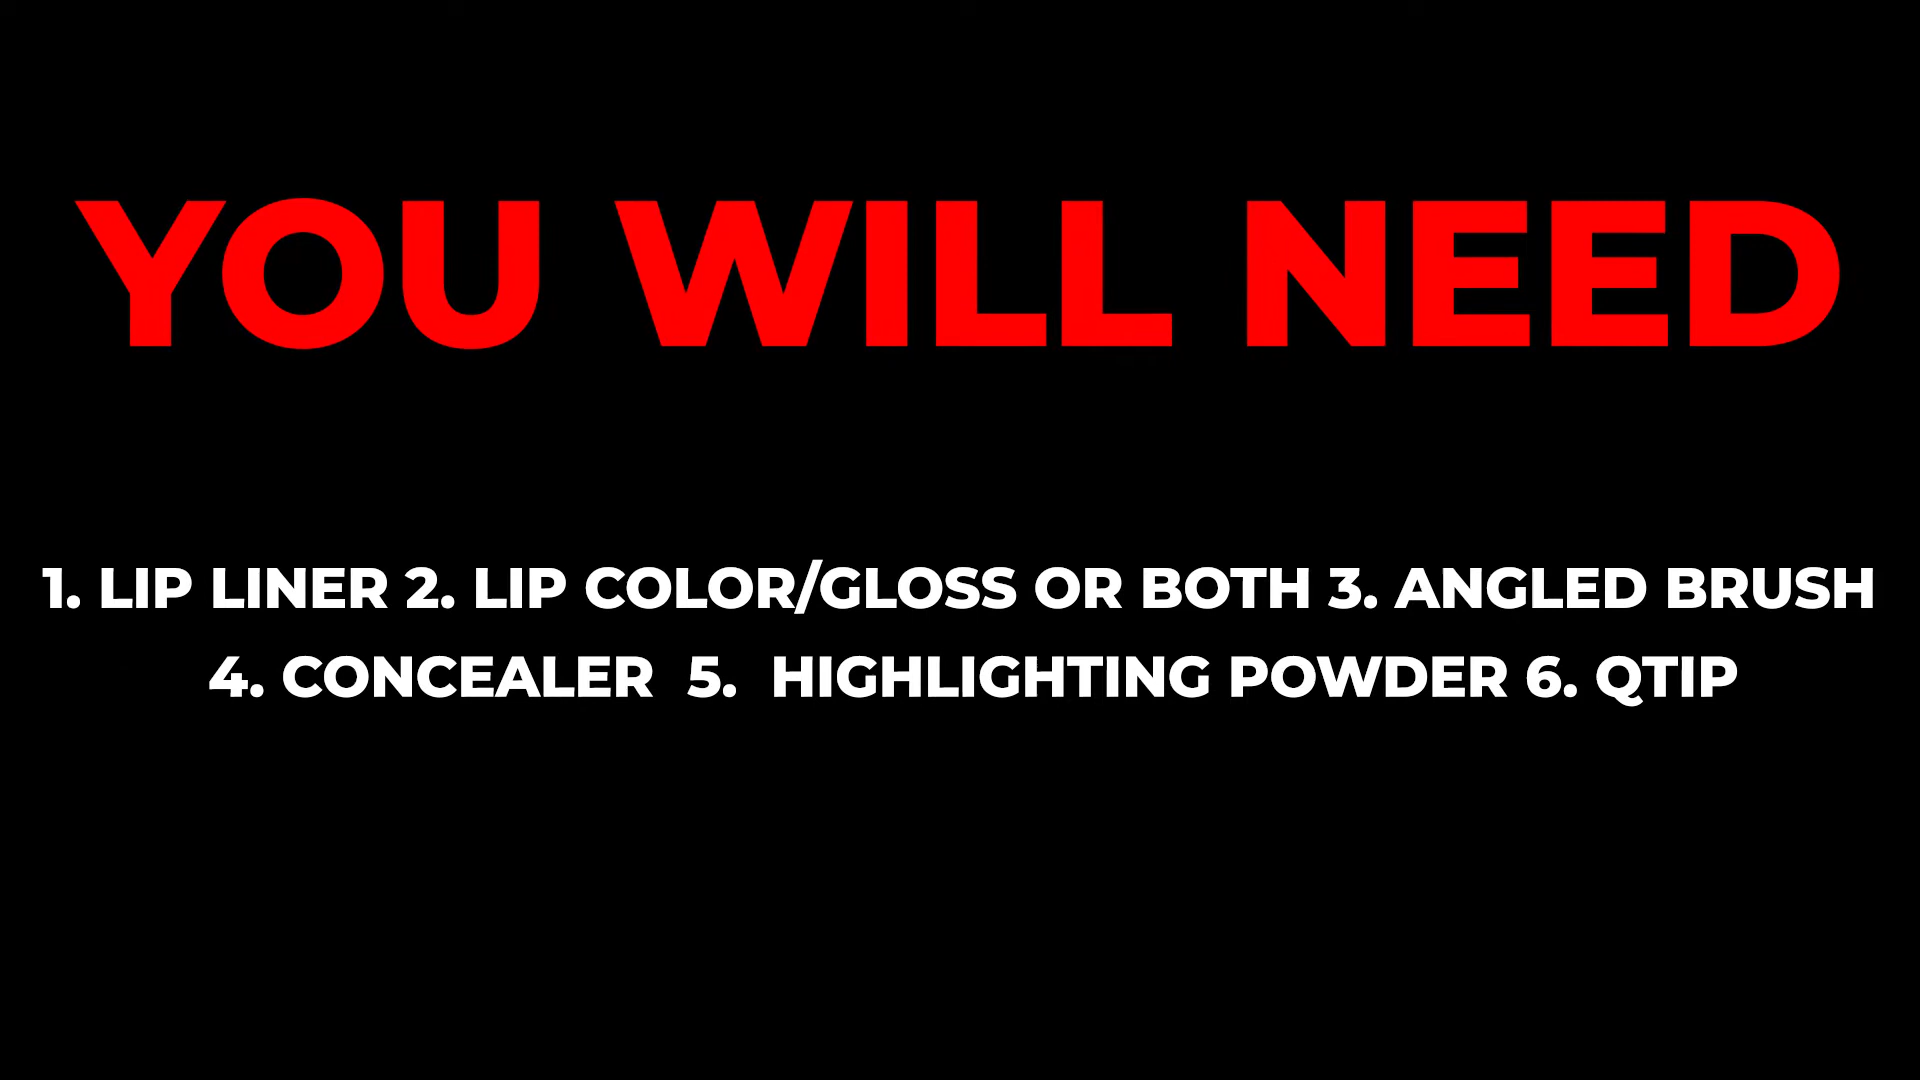 YOU WILL NEED
1. LIP LINER 2. LIP COLOR/GLOSS OR BOTH 3. ANGLED BRUSH
4. CONCEALER  5.  HIGHLIGHTING POWDER 6. QTIP